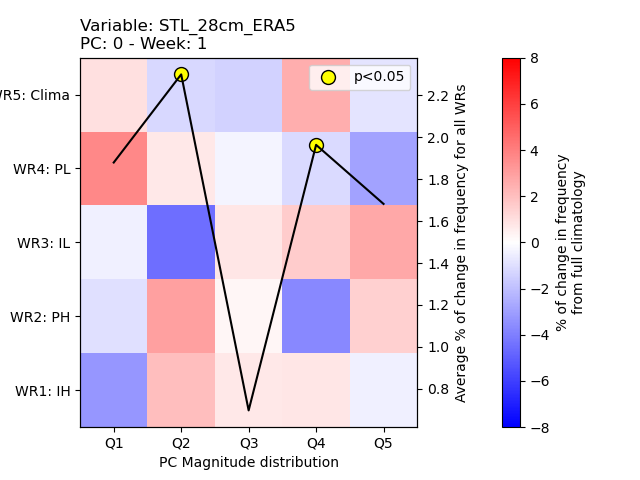 Variable: STL_28cm_ERA5
PC: 0 - Week: 1
p<0.05
WR5: Clima
WR4: PL
WR3: IL
WR2: PH
WR1: IH
Q1 Q2 Q3 Q4 Q5
PC Magnitude distribution
2.2
2.0
1.8
1.6
1.4
1.2
1.0
0.8
Average % of change in frequency for all WRs
8
6
4
2
0
−2
−4
−6
−8
% of change in frequency
from full climatology